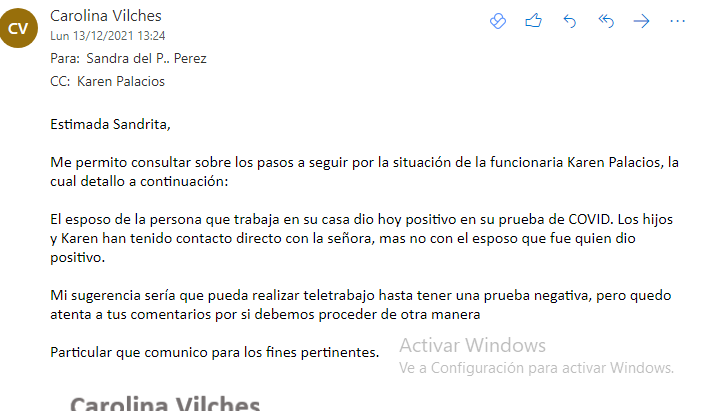 CV
Carolina Vilches
Lun 13/12/2021 13:24
Para: Sandra del P.. Perez
CC: Karen Palacios
Estimada Sandrita,
Me permito consultar sobre los pasos a seguir por la situación de la funcionaria Karen Palacios, la
cual detallo a continuación:
El esposo de la persona que trabaja en su casa dio hoy positivo en su prueba de COVID. Los hijos
y Karen han tenido contacto directo con la señora, mas no con el esposo que fue quien dio
positivo.
Mi sugerencia sería que pueda realizar teletrabajo hasta tener una prueba negativa, pero quedo
atenta a tus comentarios por si debemos proceder de otra manera
Particular que comunico para los fines pertinentes.
Activar Windows
Ve a Configuración para activar Windows.
Carolina Vilches